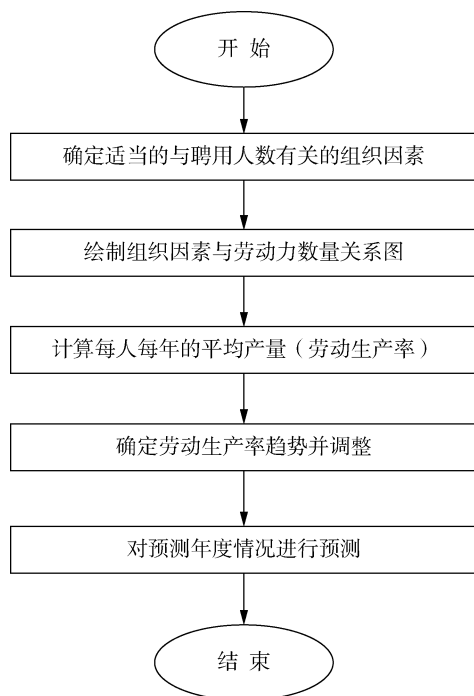 开 始
确定适当的与聘用人数有关的组织因素
绘制组织因素与劳动力数量关系图
计算每人每年的平均产量（劳动生产率）
确定劳动生产率趋势并调整
对预测年度情况进行预测
结 束